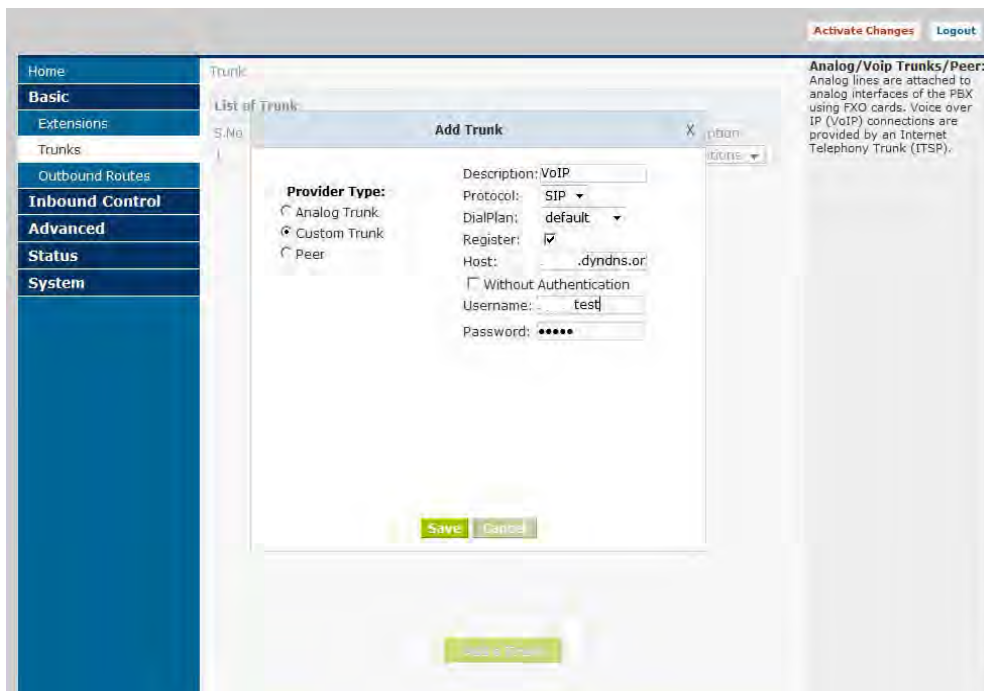 Activate Changes Logout
Home
Basic
Extensions
Trunks
Outbound Routes
Inbound Control
Advanced
Status
System
Trunk
List of Trunk
S.No
1
Add Trunk X
Provider Type:
Analog Trunk
Custom Trunk
Peer
Description: VoIP
Protocol: SIP
DialPlan: default
Register:
Host: .dyndns.or
Without Authentication
Username: test
Password: •••••
Save Cancel
Analog/Voip Trunks/Peer:
Analog lines are attached to
analog interfaces of the PBX
using FXO cards. Voice over
IP (VoIP) connections are
provided by an Internet
Telephony Trunk (ITSP).